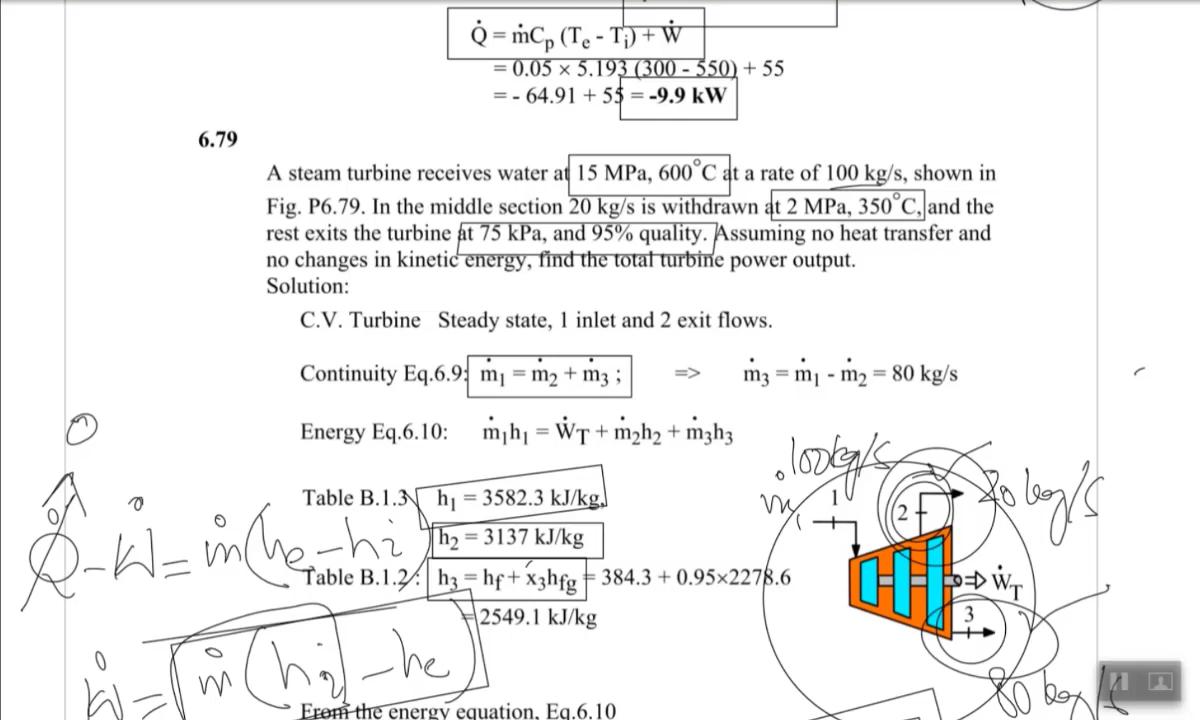 Q̇ = ṁCp (Te - Ti) + Ẇ
= 0.05 × 5.193 (300 - 550) + 55
= - 64.91 + 55 = -9.9 kW
6.79
A steam turbine receives water at 15 MPa, 600°C at a rate of 100 kg/s, shown in
Fig. P6.79. In the middle section 20 kg/s is withdrawn at 2 MPa, 350°C, and the
rest exits the turbine at 75 kPa, and 95% quality. Assuming no heat transfer and
no changes in kinetic energy, find the total turbine power output.
Solution:
C.V. Turbine Steady state, 1 inlet and 2 exit flows.
Continuity Eq.6.9: ṁ1 = ṁ2 + ṁ3 ; => ṁ3 = ṁ1 - ṁ2 = 80 kg/s
Energy Eq.6.10: ṁ1h1 = ẆT + ṁ2h2 + ṁ3h3
Table B.1.3 h1 = 3582.3 kJ/kg,
h2 = 3137 kJ/kg
Table B.1.2 : h3 = hf + x3hfg = 384.3 + 0.95×2278.6
= 2549.1 kJ/kg
From the energy equation, Eq.6.10
Q̇ - Ẇ = ṁ(he - hi)
Ẇ = ṁ(hi - he)
ṁ1 100 kg/s
1
2
20 kg/s
ẆT
3
80 kg/s